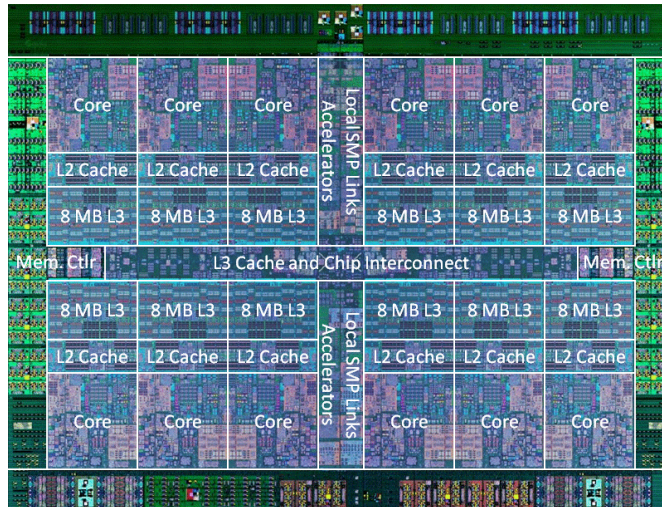 Core Core Core Accelerators Local SMP Links Core Core Core
L2 Cache L2 Cache L2 Cache L2 Cache L2 Cache L2 Cache
8 MB L3 8 MB L3 8 MB L3 8 MB L3 8 MB L3 8 MB L3
Mem. Ctlr L3 Cache and Chip Interconnect Mem. Ctlr
8 MB L3 8 MB L3 8 MB L3 Accelerators Local SMP Links 8 MB L3 8 MB L3 8 MB L3
L2 Cache L2 Cache L2 Cache L2 Cache L2 Cache L2 Cache
Core Core Core Core Core Core